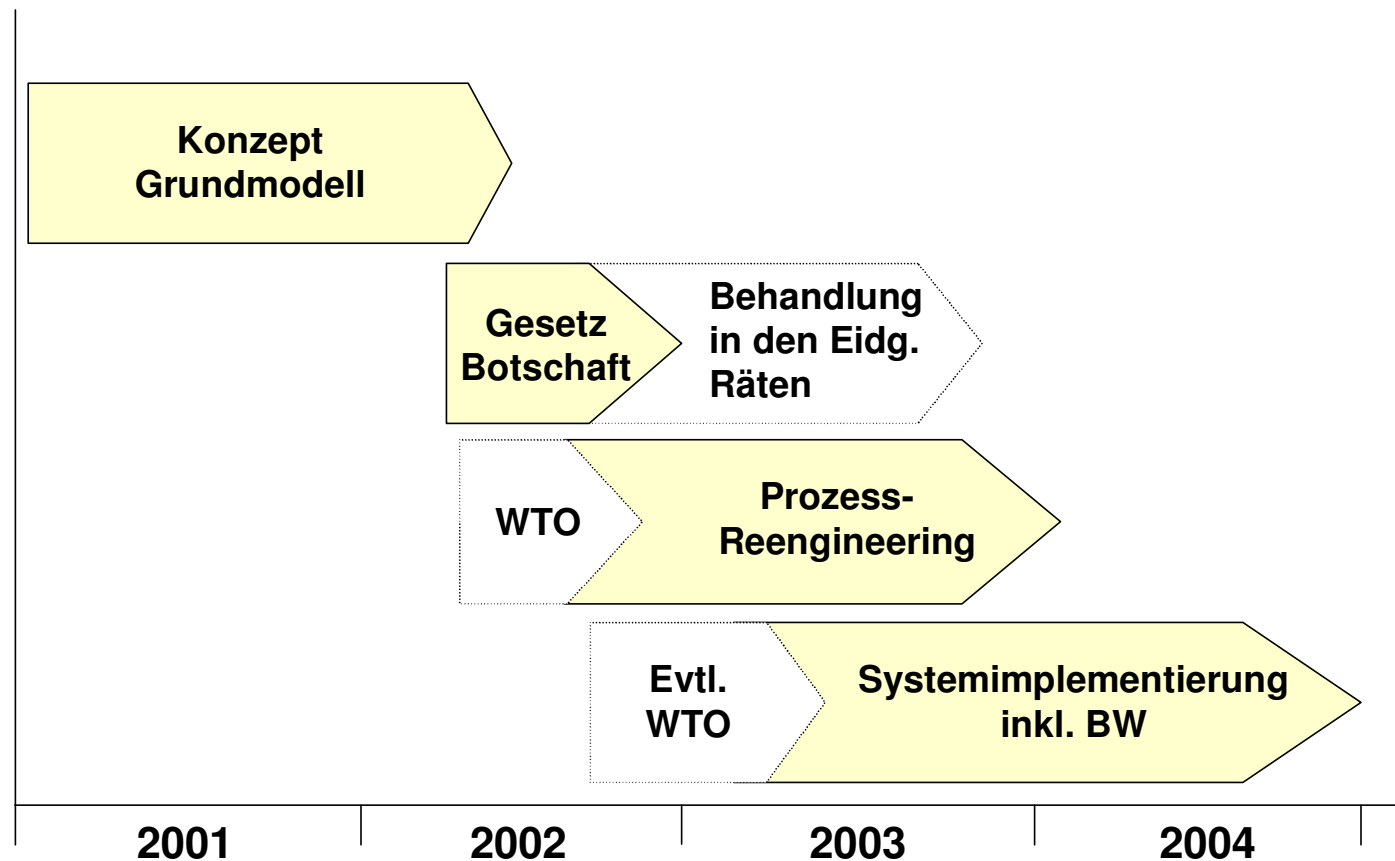 Konzept
Grundmodell
Gesetz
Botschaft
Behandlung
in den Eidg.
Räten
WTO
Prozess-
Reengineering
Evtl.
WTO
Systemimplementierung
inkl. BW
2001
2002
2003
2004